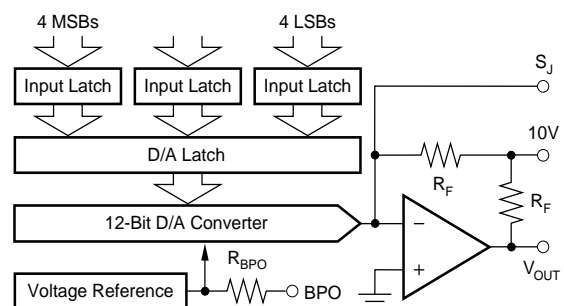 4 MSBs
4 LSBs
Input Latch
Input Latch
Input Latch
S_J
D/A Latch
10V
R_F
R_F
12-Bit D/A Converter
−
+
R_BPO
V_OUT
Voltage Reference
BPO